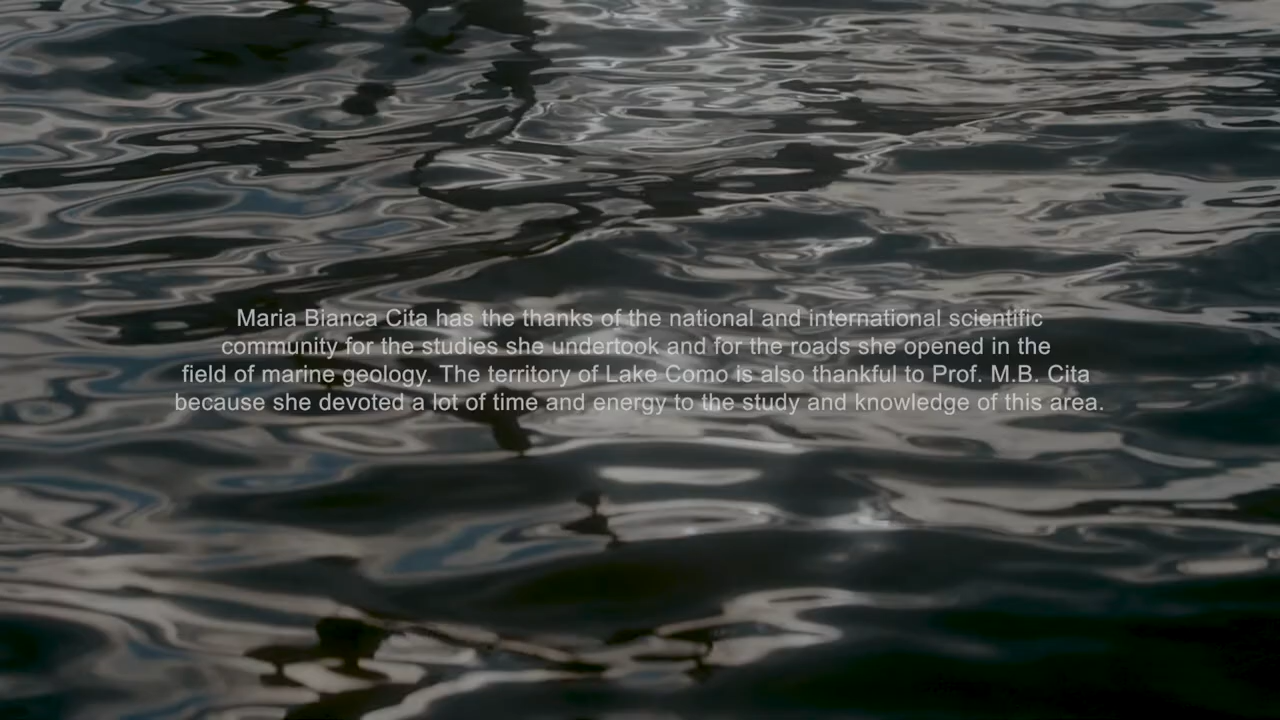 Maria Bianca Cita has the thanks of the national and international scientific
community for the studies she undertook and for the roads she opened in the
field of marine geology. The territory of Lake Como is also thankful to Prof. M.B. Cita
because she devoted a lot of time and energy to the study and knowledge of this area.